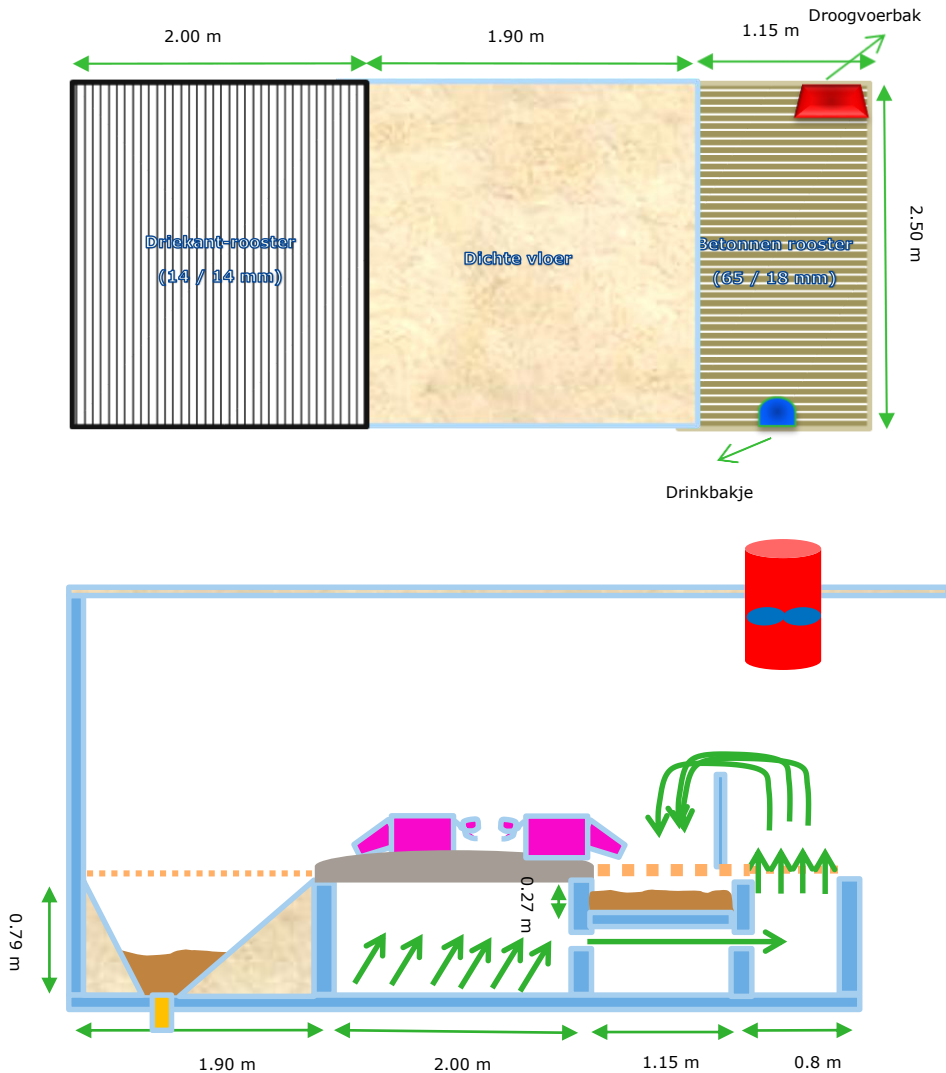 Droogvoerbak
2.00 m
1.90 m
1.15 m
2.50 m
Driekant-rooster
(14 / 14 mm)
Dichte vloer
Betonnen rooster
(65 / 18 mm)
Drinkbakje
0.27 m
0.79 m
1.90 m
2.00 m
1.15 m
0.8 m